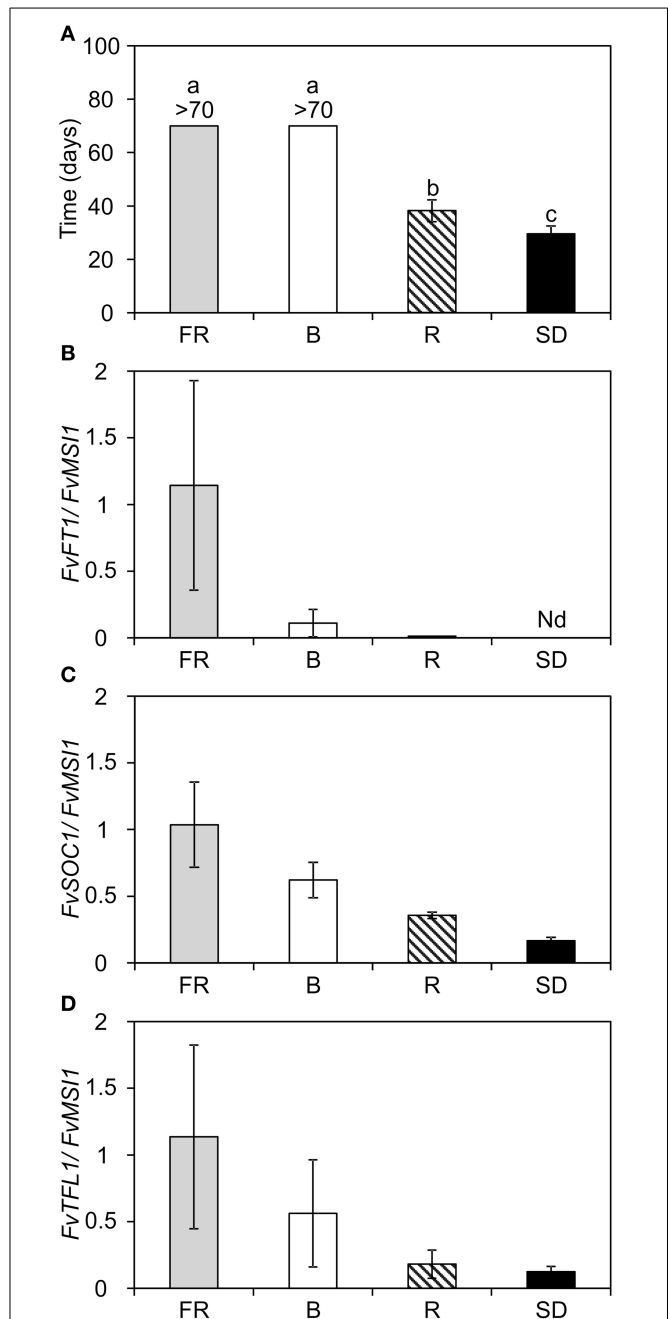 A
Time (days)
100
80
60
40
20
0
a
>70
a
>70
b
c
FR B R SD
B
FvFT1/ FvMSI1
2
1.5
1
0.5
0
Nd
FR B R SD
C
FvSOC1/ FvMSI1
2
1.5
1
0.5
0
FR B R SD
D
FvTFL1/ FvMSI1
2
1.5
1
0.5
0
FR B R SD